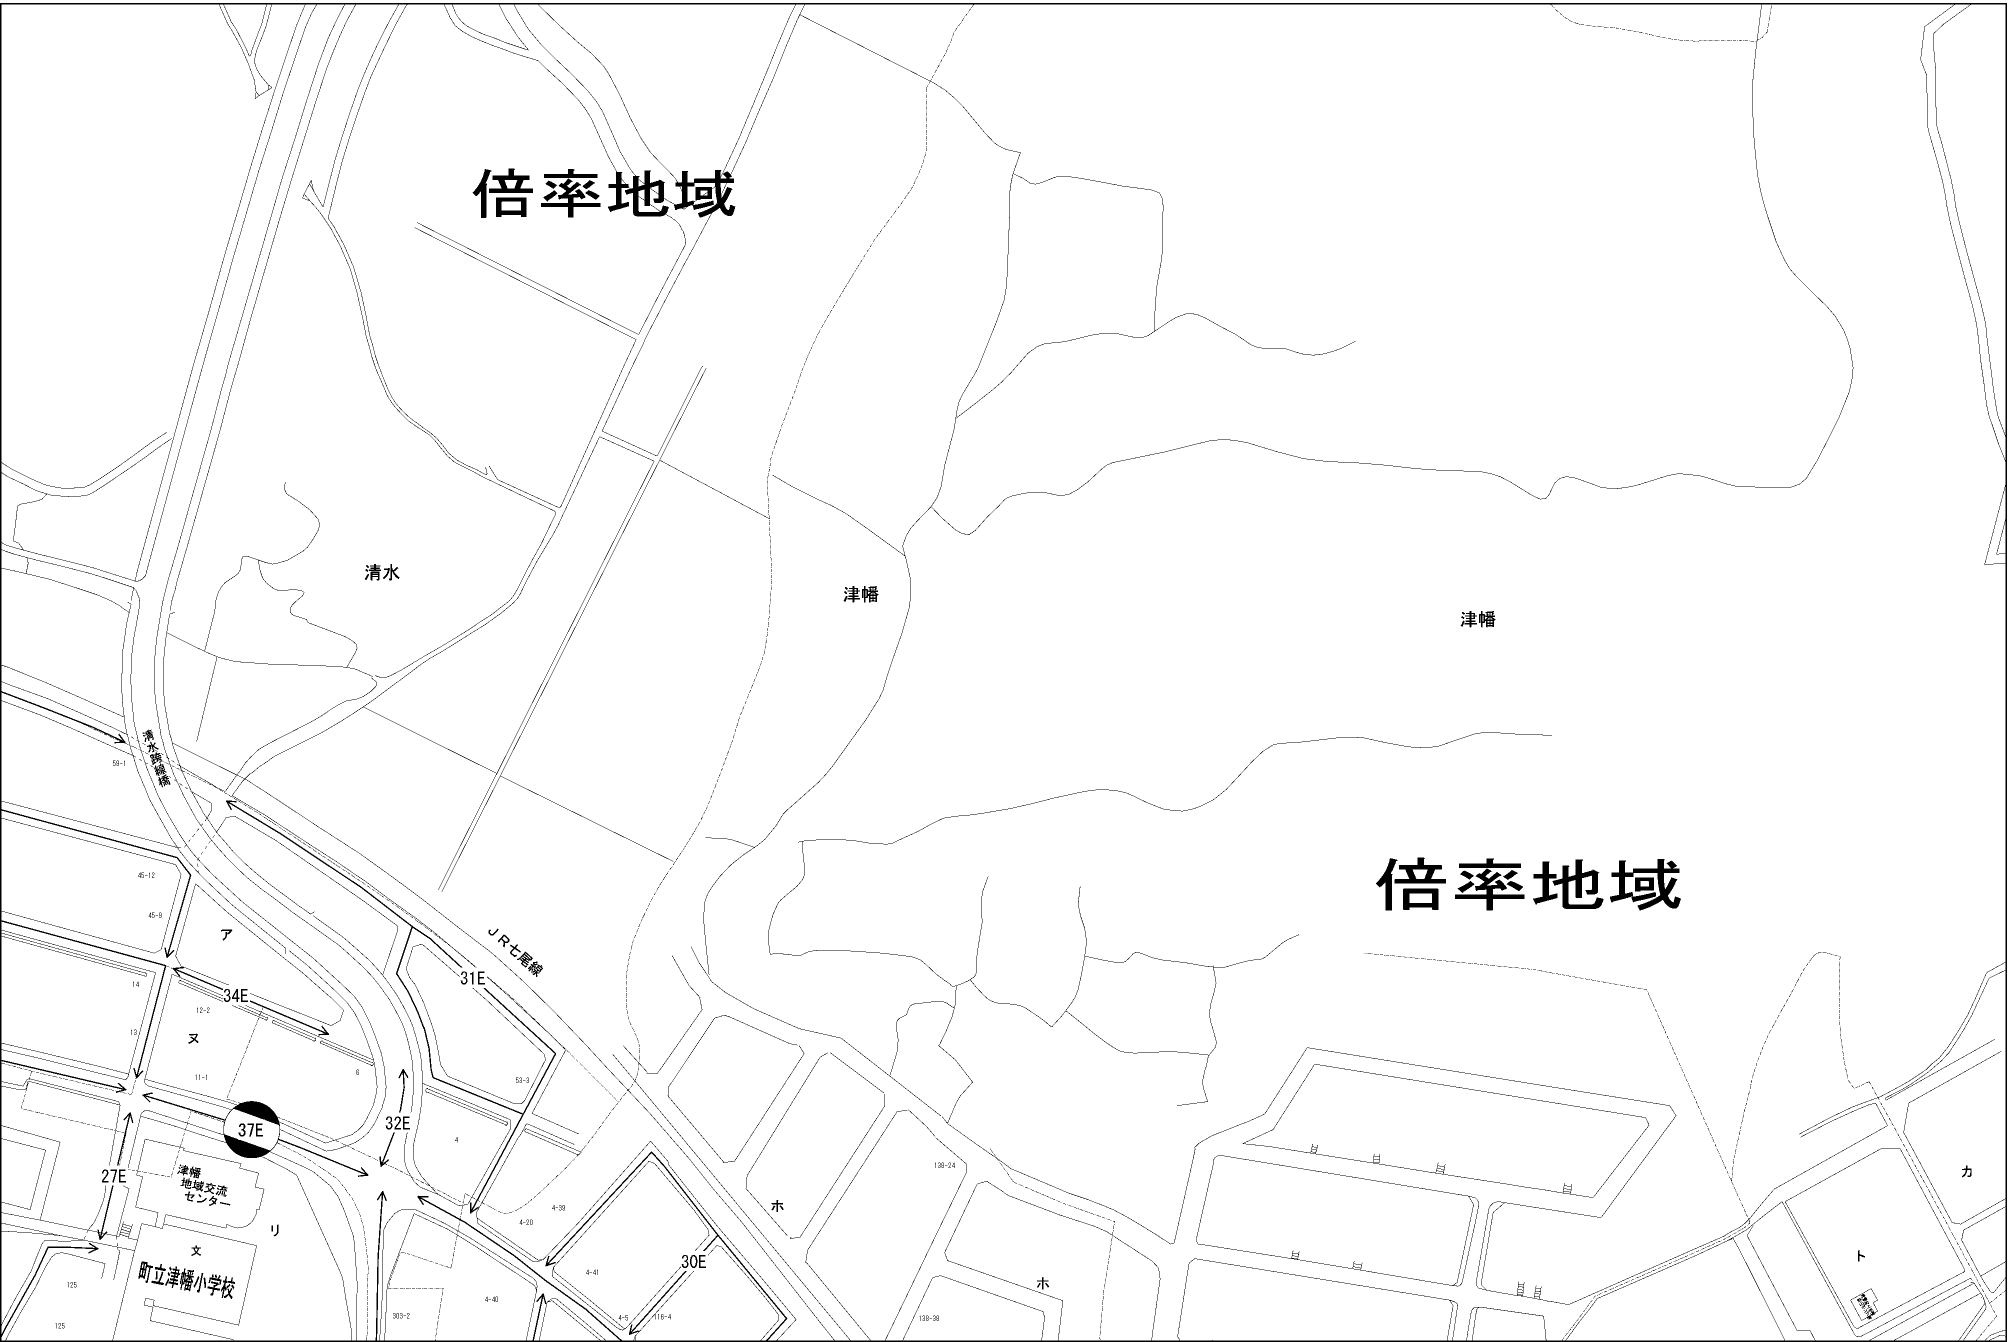 倍率地域
清水
津幡
津幡
清水跨線橋
59-1
倍率地域
45-12
45-9
ア
JR七尾線
31E
34E
14
12-2
13
ヌ
6
11-1
53-3
37E
32E
4
27E
津幡
地域交流
センター
リ
138-24
ホ
カ
4-39
4-20
文
町立津幡小学校
30E
4-41
ホ
ト
125
4-40
303-2
4-5
116-4
138-38
125